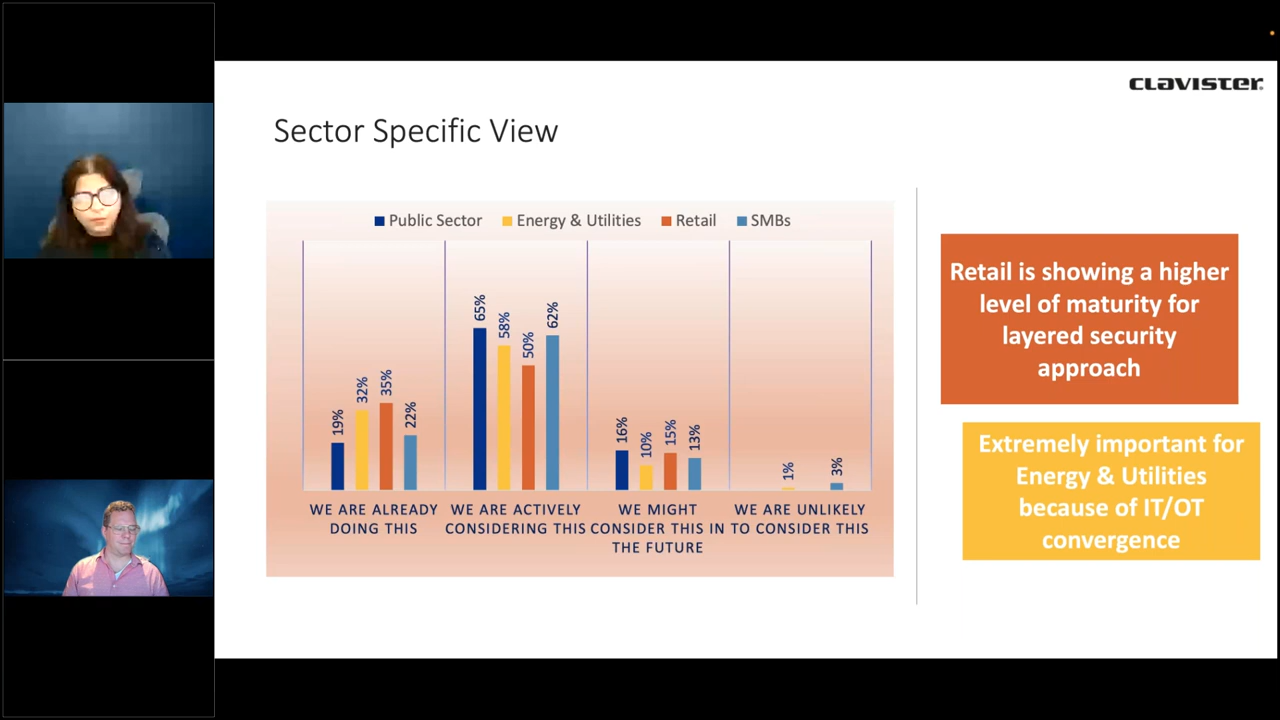 CLAVISTER
Sector Specific View
Public Sector Energy & Utilities Retail SMBs
19%
32%
35%
22%
65%
58%
50%
62%
16%
10%
15%
13%
1%
3%
WE ARE ALREADY
DOING THIS
WE ARE ACTIVELY
CONSIDERING THIS
WE MIGHT
CONSIDER THIS IN
THE FUTURE
WE ARE UNLIKELY
TO CONSIDER THIS
Retail is showing a higher
level of maturity for
layered security
approach
Extremely important for
Energy & Utilities
because of IT/OT
convergence